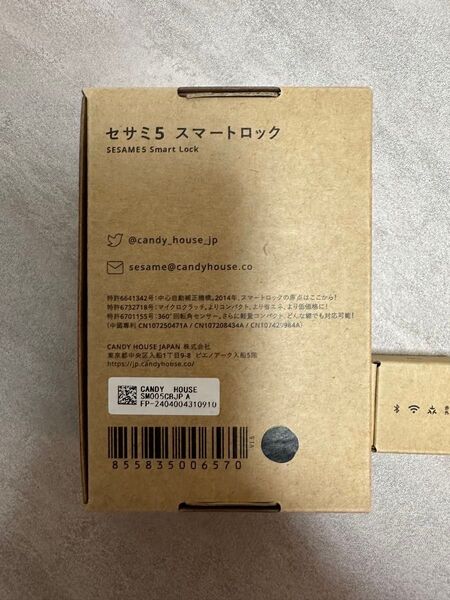 セサミ5 スマートロック
SESAME5 Smart Lock
@candy_house_jp
sesame@candyhouse.co
特許6641342号：中心自動補正機構。2014年、スマートロックの原点はここから！
特許6732718号：マイクロクラッチ。よりコンパクト、より省エネ、より低価格に！
特許6701155号：360°回転角センサー。さらに軽量コンパクト、どんな鍵でも対応可能！
（中國專利 CN107250471A / CN107208434A / CN107429984A）
CANDY HOUSE JAPAN 株式会社
東京都中央区入船1丁目9-8 ピエノアーク入船5階
https://jp.candyhouse.co/
CANDY HOUSE
SM005CBJP A
FP-2404004310910
V1.5
855835006570